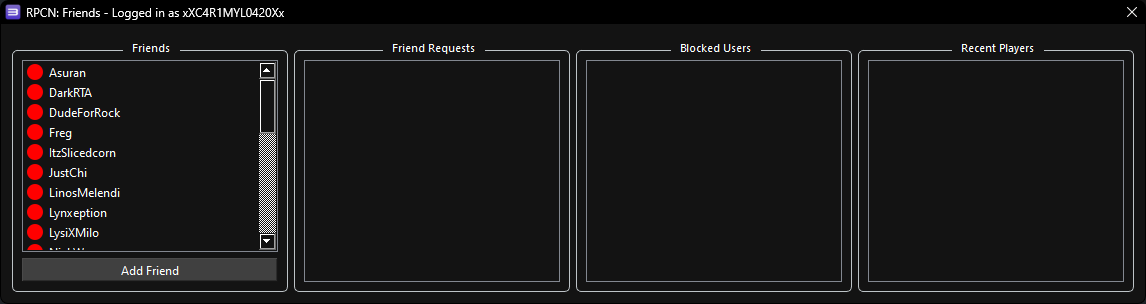 RPCN: Friends - Logged in as xXC4R1MYL0420Xx
Friends
Asuran
DarkRTA
DudeForRock
Freg
ItzSlicedcorn
JustChi
LinosMelendi
Lynxeption
LysiXMilo
Add Friend
Friend Requests
Blocked Users
Recent Players